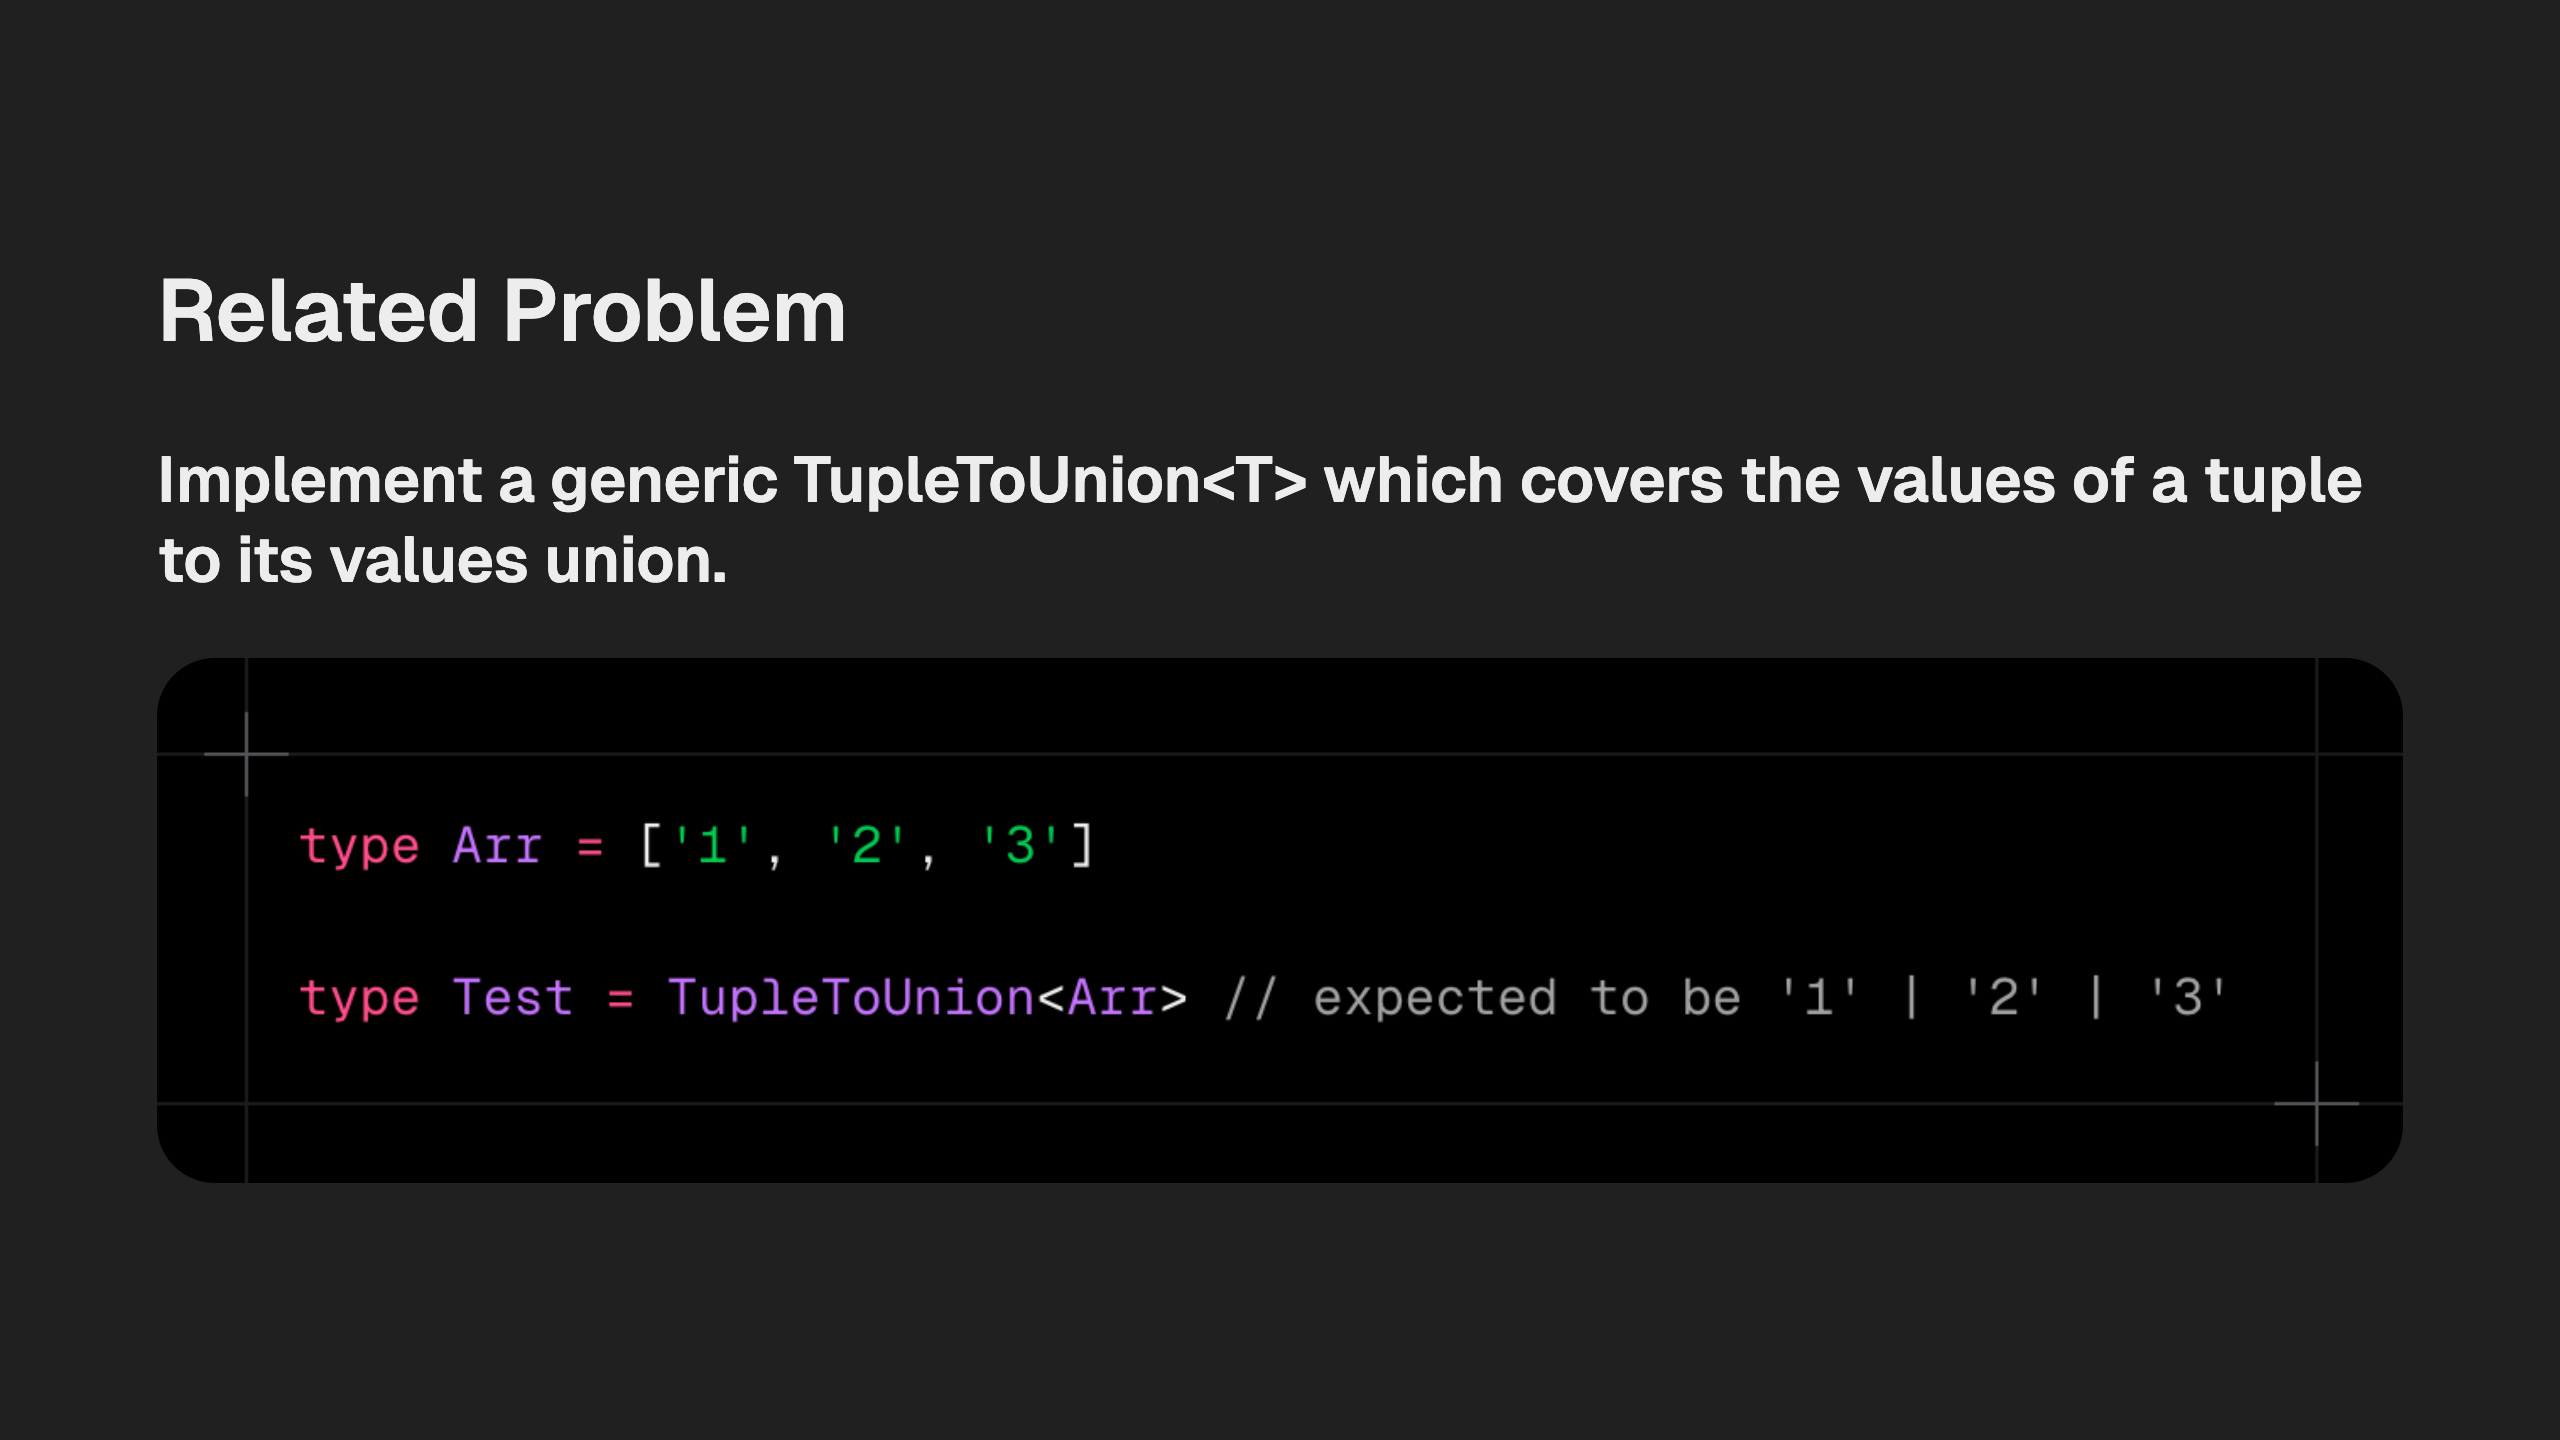 Related Problem
Implement a generic TupleToUnion<T> which covers the values of a tuple
to its values union.
type Arr = ['1', '2', '3']
type Test = TupleToUnion<Arr> // expected to be '1' | '2' | '3'